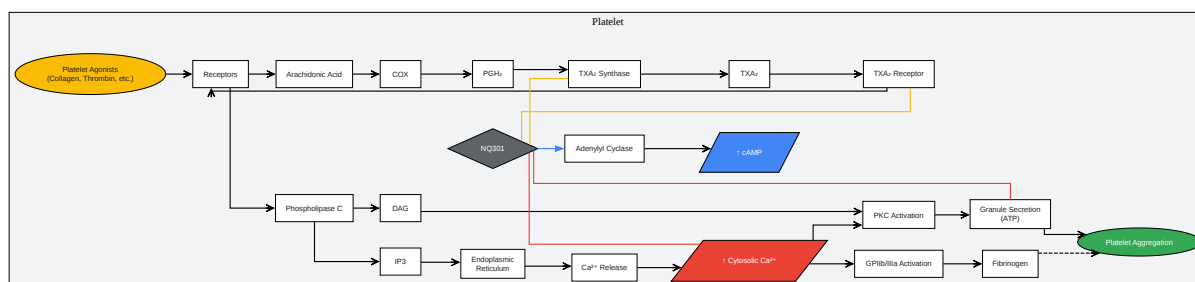 Platelet
Platelet Agonists
(Collagen, Thrombin, etc.)
Receptors
Arachidonic Acid
COX
PGH₂
TXA₂ Synthase
TXA₂
TXA₂ Receptor
NQ301
Adenylyl Cyclase
↑ cAMP
Phospholipase C
DAG
PKC Activation
Granule Secretion
(ATP)
Platelet Aggregation
IP3
Endoplasmic
Reticulum
Ca²⁺ Release
↑ Cytosolic Ca²⁺
GPIIb/IIIa Activation
Fibrinogen